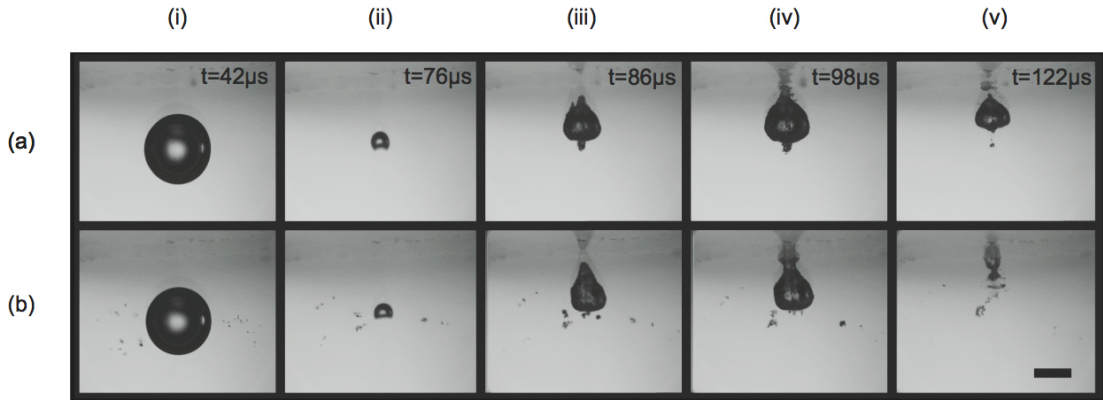 (i) (ii) (iii) (iv) (v)
t=42μs t=76μs t=86μs t=98μs t=122μs
(a)
(b)